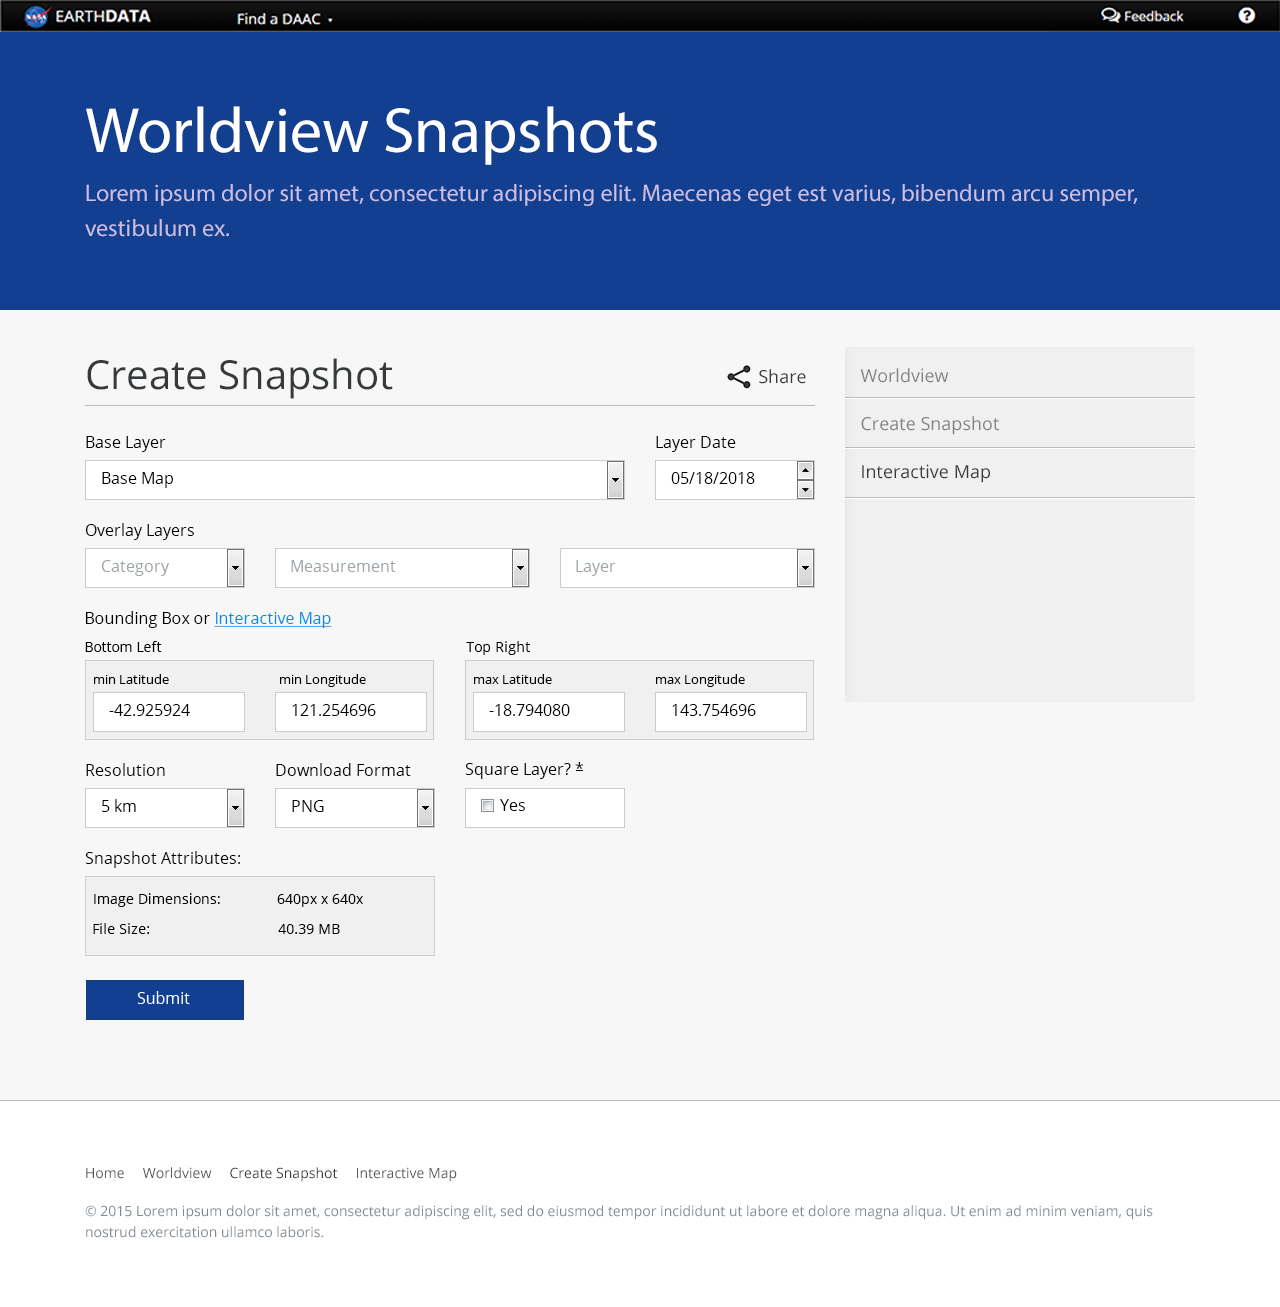 EARTHDATA
Find a DAAC
Feedback
?
Worldview Snapshots
Lorem ipsum dolor sit amet, consectetur adipiscing elit. Maecenas eget est varius, bibendum arcu semper,
vestibulum ex.
Create Snapshot
Share
Base Layer
Layer Date
Base Map
05/18/2018
Overlay Layers
Category
Measurement
Layer
Bounding Box or Interactive Map
Bottom Left
Top Right
min Latitude
min Longitude
max Latitude
max Longitude
-42.925924
121.254696
-18.794080
143.754696
Resolution
Download Format
Square Layer? *
5 km
PNG
Yes
Snapshot Attributes:
Image Dimensions:
640px x 640x
File Size:
40.39 MB
Submit
Worldview
Create Snapshot
Interactive Map
Home
Worldview
Create Snapshot
Interactive Map
© 2015 Lorem ipsum dolor sit amet, consectetur adipiscing elit, sed do eiusmod tempor incididunt ut labore et dolore magna aliqua. Ut enim ad minim veniam, quis
nostrud exercitation ullamco laboris.